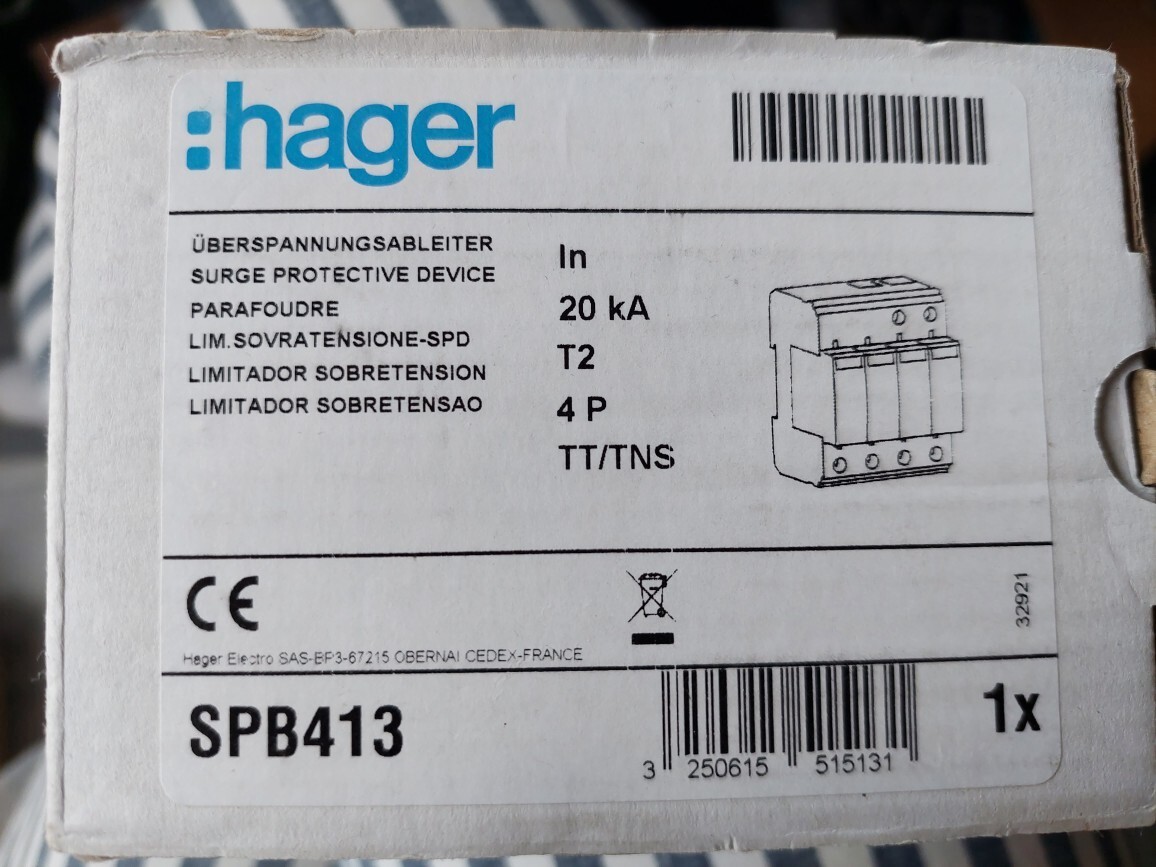 :hager
ÜBERSPANNUNGSABLEITER
SURGE PROTECTIVE DEVICE
PARAFOUDRE
LIM.SOVRATENSIONE-SPD
LIMITADOR SOBRETENSION
LIMITADOR SOBRETENSAO
In
20 kA
T2
4 P
TT/TNS
CE
32921
Hager Electro SAS-BP3-67215 OBERNAI CEDEX-FRANCE
SPB413
3 250615 515131
1x